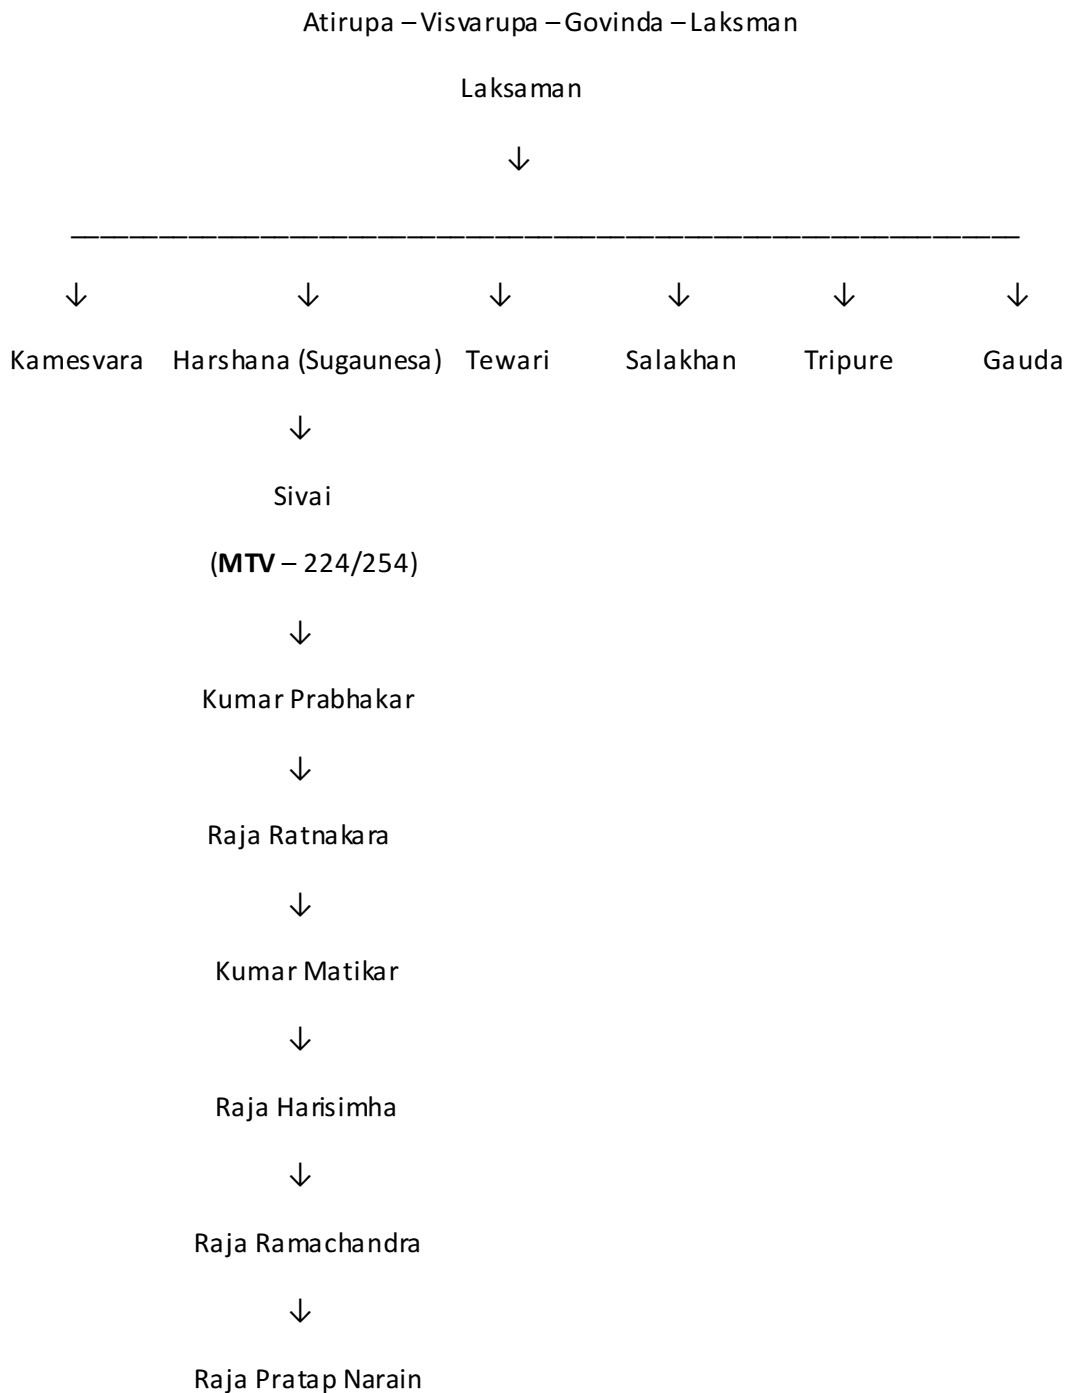 Atirupa – Visvarupa – Govinda – Laksman
Laksaman
↓
_________________________________________________________________
↓ ↓ ↓ ↓ ↓ ↓
Kamesvara Harshana (Sugaunesa) Tewari Salakhan Tripure Gauda
↓
Sivai
(MTV – 224/254)
↓
Kumar Prabhakar
↓
Raja Ratnakara
↓
Kumar Matikar
↓
Raja Harisimha
↓
Raja Ramachandra
↓
Raja Pratap Narain